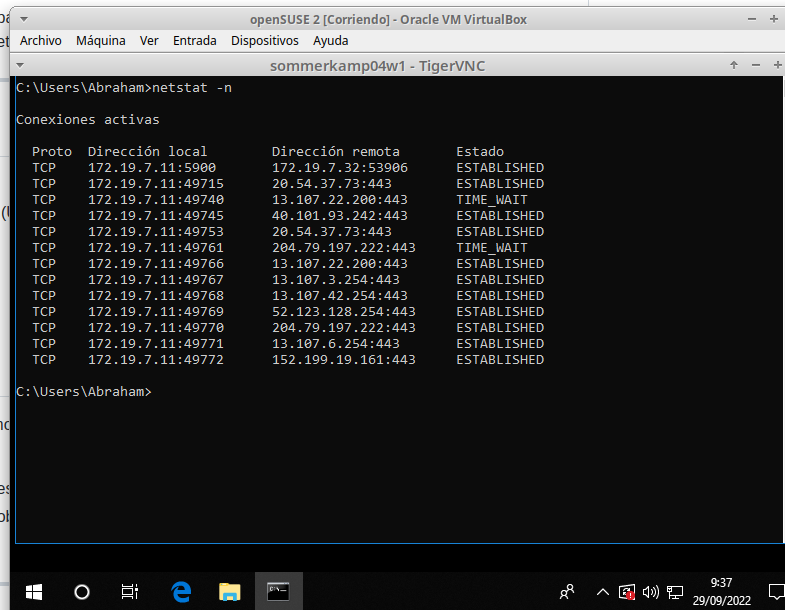 openSUSE 2 [Corriendo] - Oracle VM VirtualBox
Archivo Máquina Ver Entrada Dispositivos Ayuda
sommerkamp04w1 - TigerVNC
C:\Users\Abraham>netstat -n
Conexiones activas
Proto Dirección local Dirección remota Estado
TCP 172.19.7.11:5900 172.19.7.32:53906 ESTABLISHED
TCP 172.19.7.11:49715 20.54.37.73:443 ESTABLISHED
TCP 172.19.7.11:49740 13.107.22.200:443 TIME_WAIT
TCP 172.19.7.11:49745 40.101.93.242:443 ESTABLISHED
TCP 172.19.7.11:49753 20.54.37.73:443 ESTABLISHED
TCP 172.19.7.11:49761 204.79.197.222:443 TIME_WAIT
TCP 172.19.7.11:49766 13.107.22.200:443 ESTABLISHED
TCP 172.19.7.11:49767 13.107.3.254:443 ESTABLISHED
TCP 172.19.7.11:49768 13.107.42.254:443 ESTABLISHED
TCP 172.19.7.11:49769 52.123.128.254:443 ESTABLISHED
TCP 172.19.7.11:49770 204.79.197.222:443 ESTABLISHED
TCP 172.19.7.11:49771 13.107.6.254:443 ESTABLISHED
TCP 172.19.7.11:49772 152.199.19.161:443 ESTABLISHED
C:\Users\Abraham>
9:37
29/09/2022